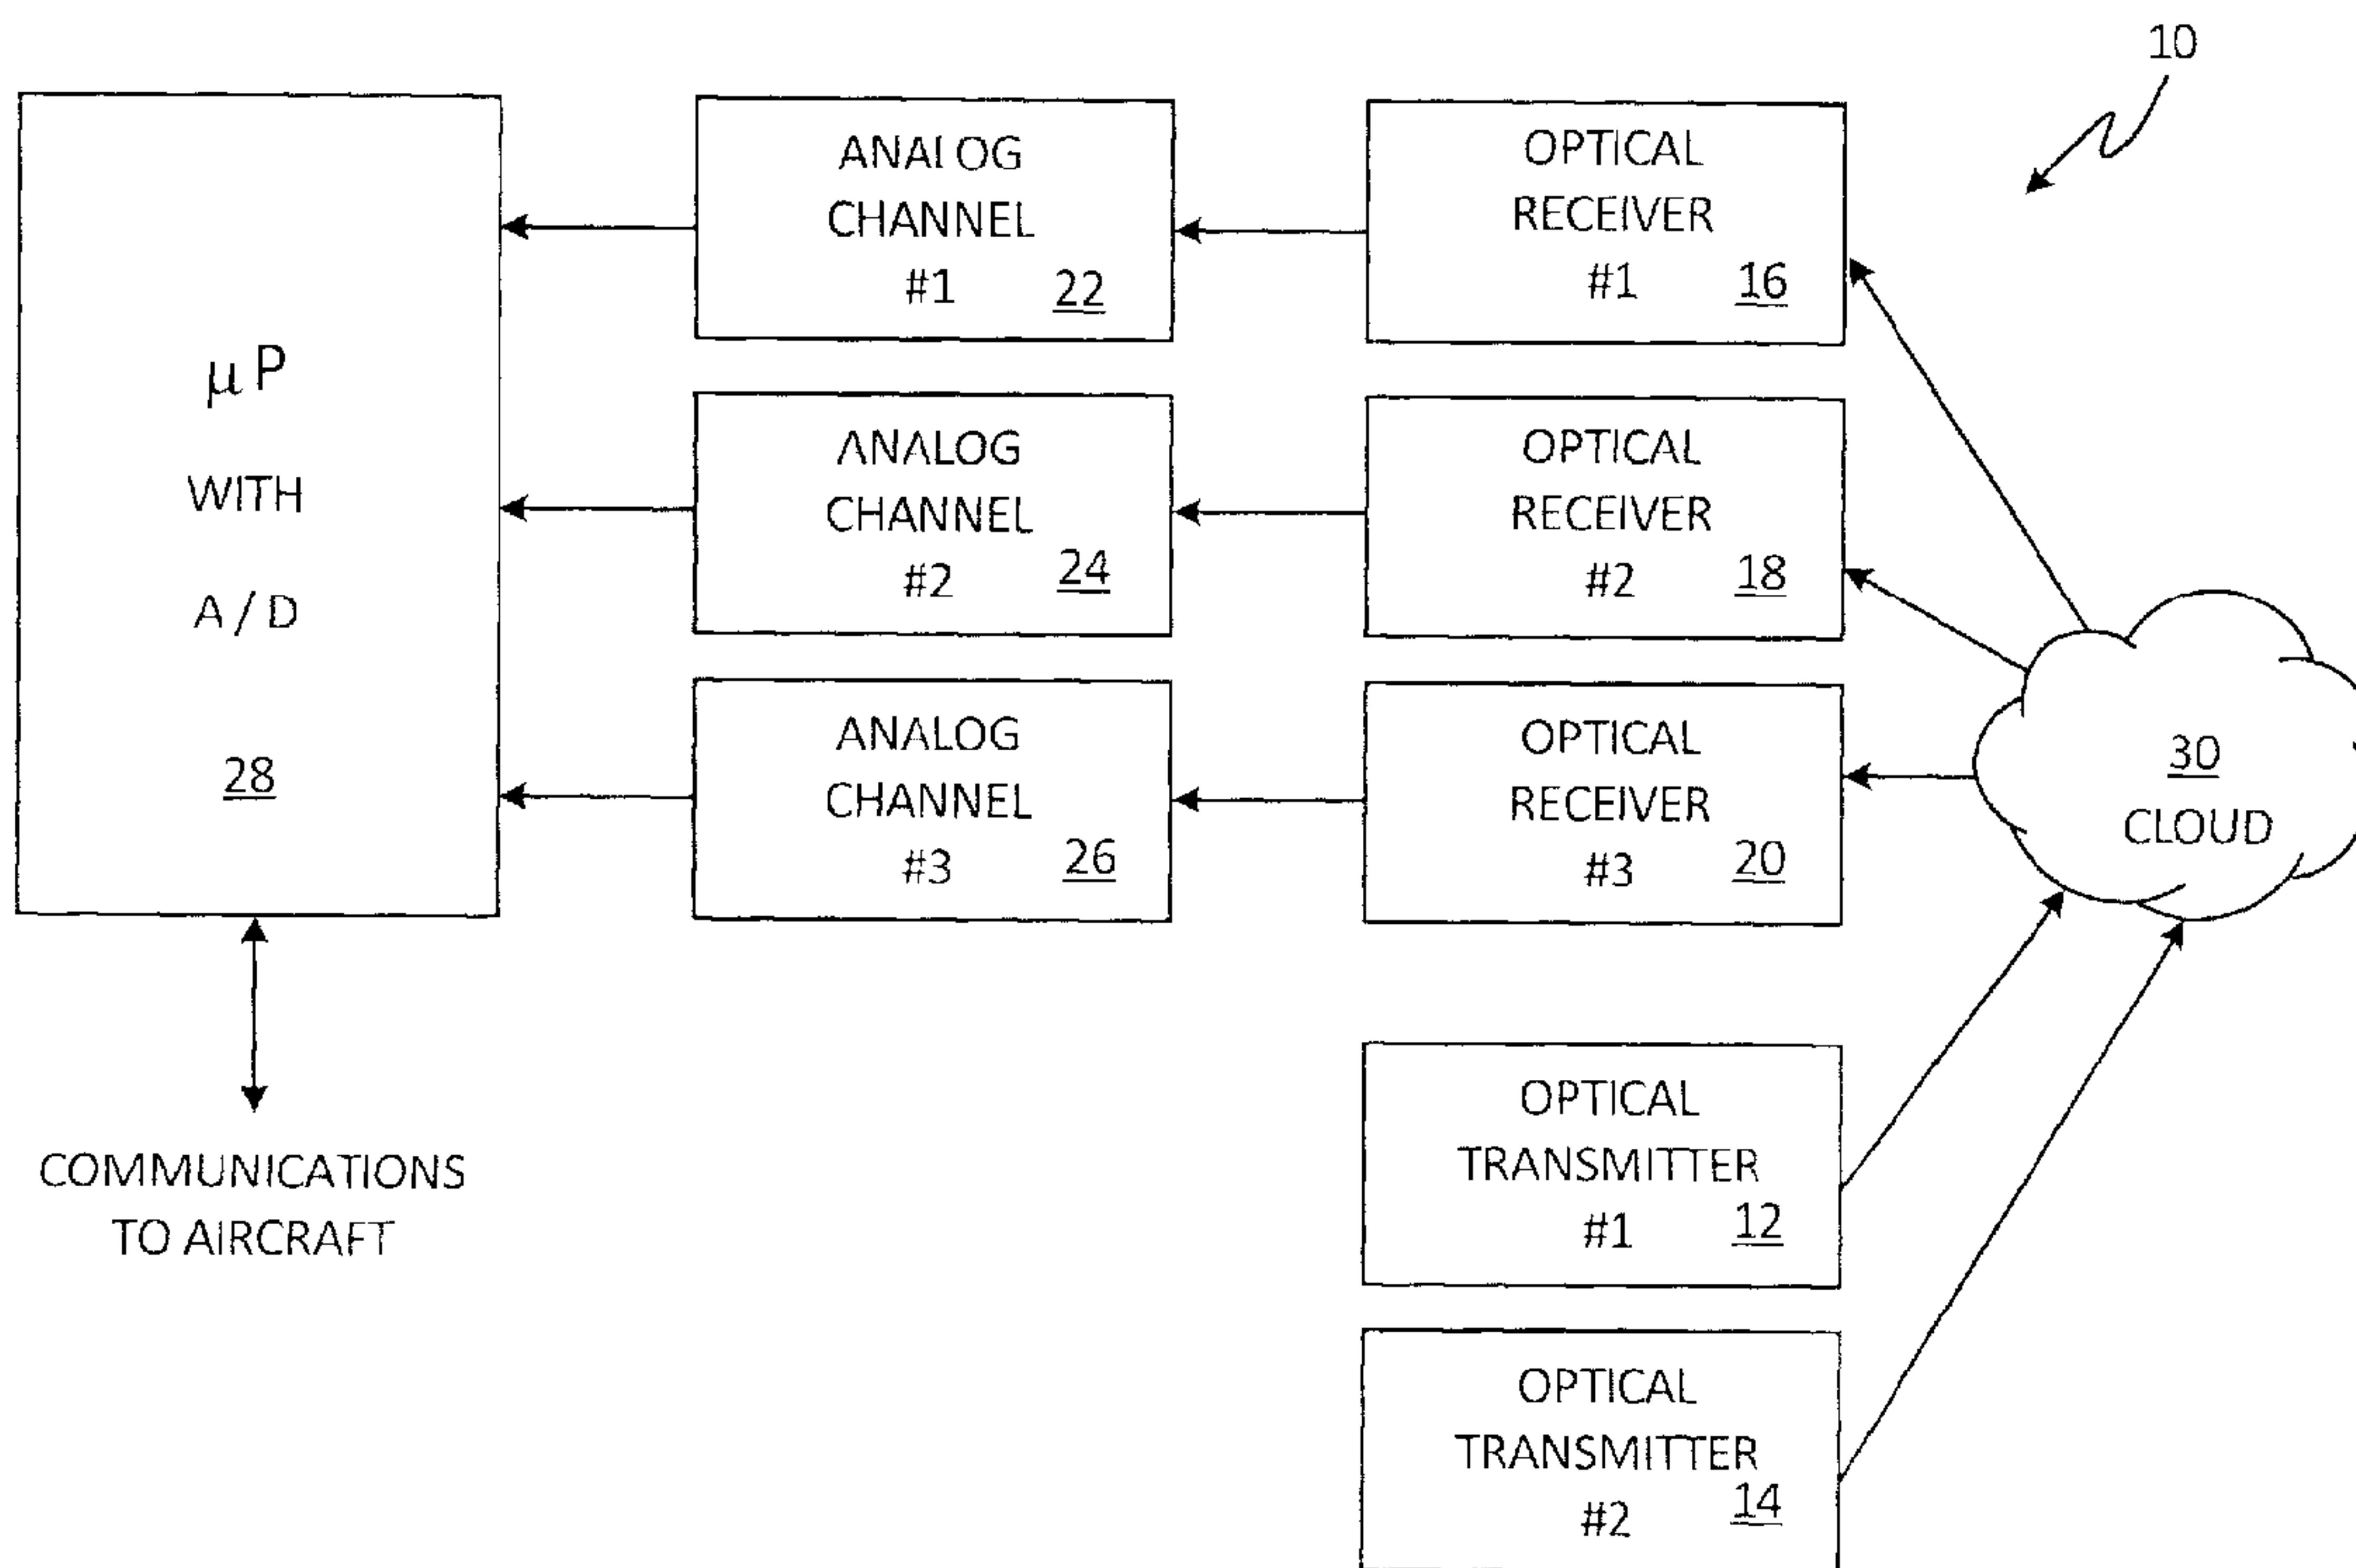 10
µP
WITH
A / D
28
ANALOG
CHANNEL
#1 22
OPTICAL
RECEIVER
#1 16
ANALOG
CHANNEL
#2 24
OPTICAL
RECEIVER
#2 18
ANALOG
CHANNEL
#3 26
OPTICAL
RECEIVER
#3 20
30
CLOUD
COMMUNICATIONS
TO AIRCRAFT
OPTICAL
TRANSMITTER
#1 12
OPTICAL
TRANSMITTER
#2 14